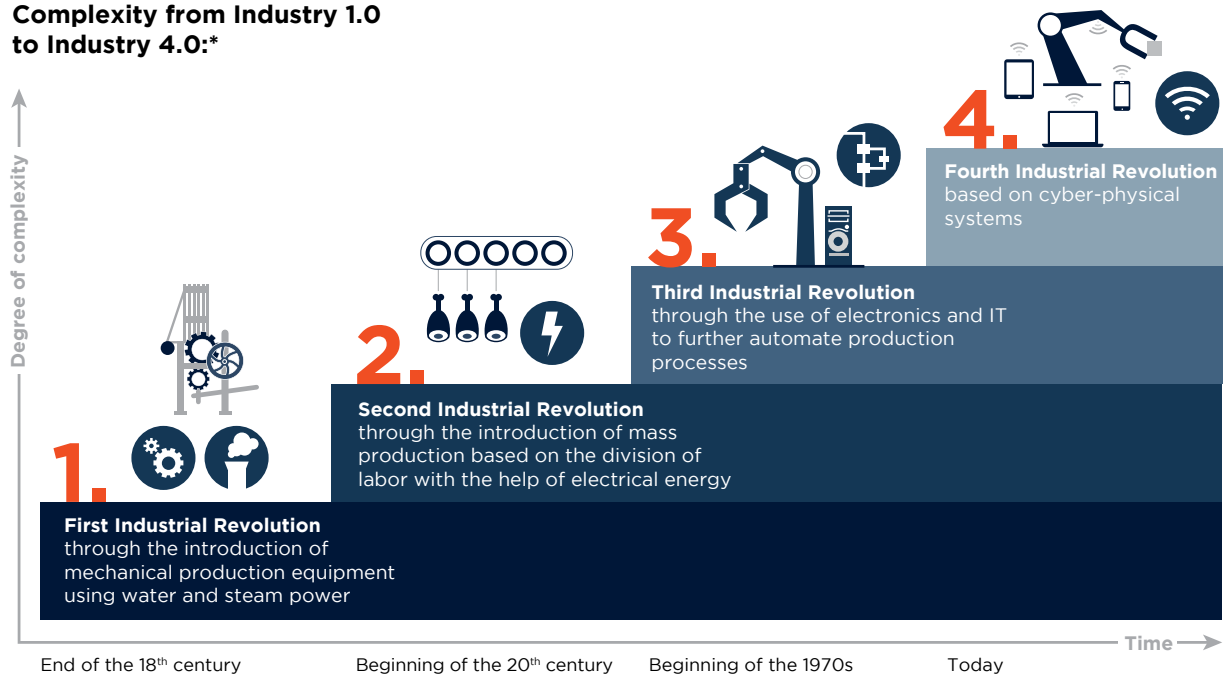 Complexity from Industry 1.0
to Industry 4.0:*
Degree of complexity
4.
Fourth Industrial Revolution
based on cyber-physical
systems
3.
Third Industrial Revolution
through the use of electronics and IT
to further automate production
processes
2.
Second Industrial Revolution
through the introduction of mass
production based on the division of
labor with the help of electrical energy
1.
First Industrial Revolution
through the introduction of
mechanical production equipment
using water and steam power
Time
End of the 18th century
Beginning of the 20th century
Beginning of the 1970s
Today